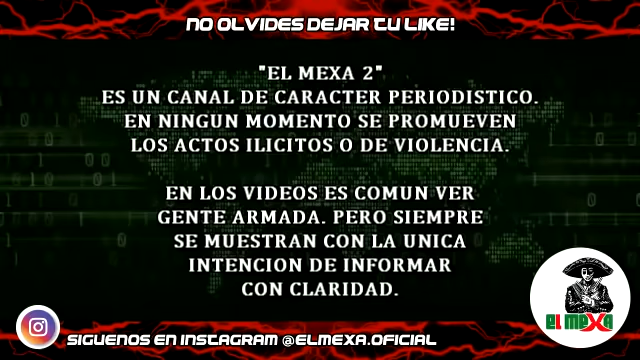 NO OLVIDES DEJAR TU LIKE!
"EL MEXA 2"
ES UN CANAL DE CARACTER PERIODISTICO.
EN NINGUN MOMENTO SE PROMUEVEN
LOS ACTOS ILICITOS O DE VIOLENCIA.
EN LOS VIDEOS ES COMUN VER
GENTE ARMADA. PERO SIEMPRE
SE MUESTRAN CON LA UNICA
INTENCION DE INFORMAR
CON CLARIDAD.
EL MEXA
SIGUENOS EN INSTAGRAM @ELMEXA.OFICIAL